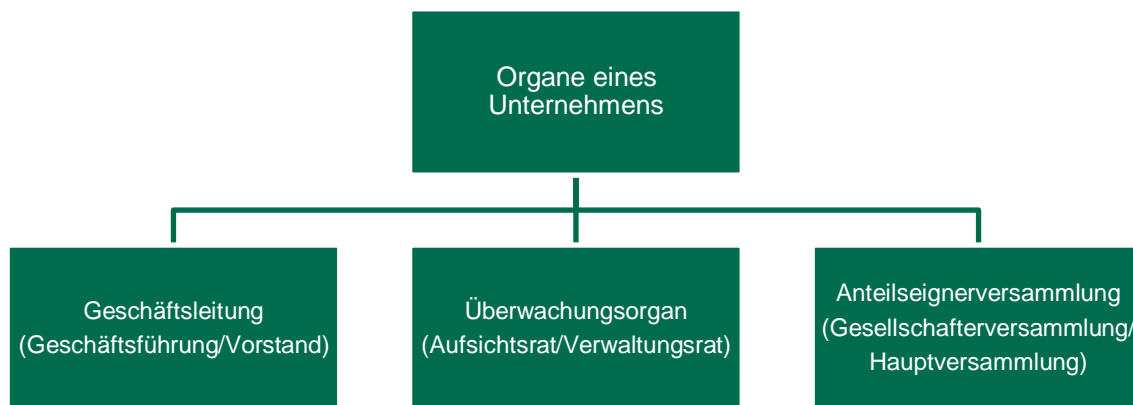 Organe eines
Unternehmens
Geschäftsleitung
(Geschäftsführung/Vorstand)
Überwachungsorgan
(Aufsichtsrat/Verwaltungsrat)
Anteilseignerversammlung
(Gesellschafterversammlung/
Hauptversammlung)